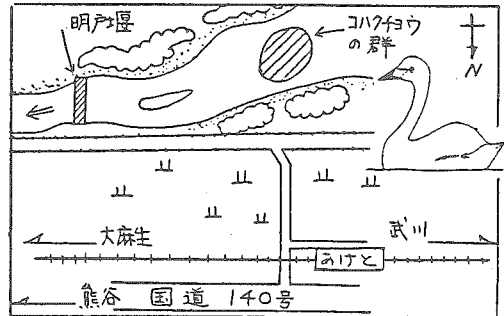 明戸堰
コハクチョウ
の群
N
大麻生
武川
あけと
熊谷 国道 140号